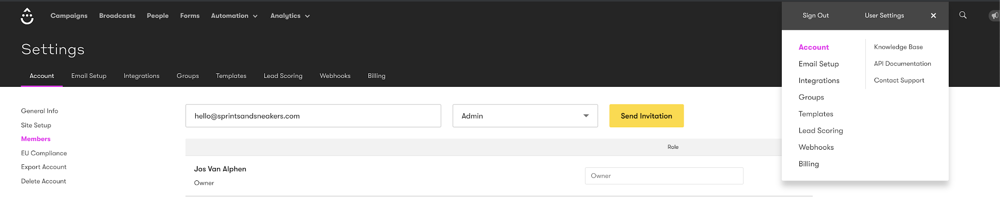 Campaigns Broadcasts People Forms Automation Analytics
Sign Out User Settings
Settings
Account Email Setup Integrations Groups Templates Lead Scoring Webhooks Billing
General Info
Site Setup
Members
EU Compliance
Export Account
Delete Account
hello@sprintsandsneakers.com Admin Send Invitation
Role
Jos Van Alphen
Owner
Owner
Account
Email Setup
Integrations
Groups
Templates
Lead Scoring
Webhooks
Billing
Knowledge Base
API Documentation
Contact Support